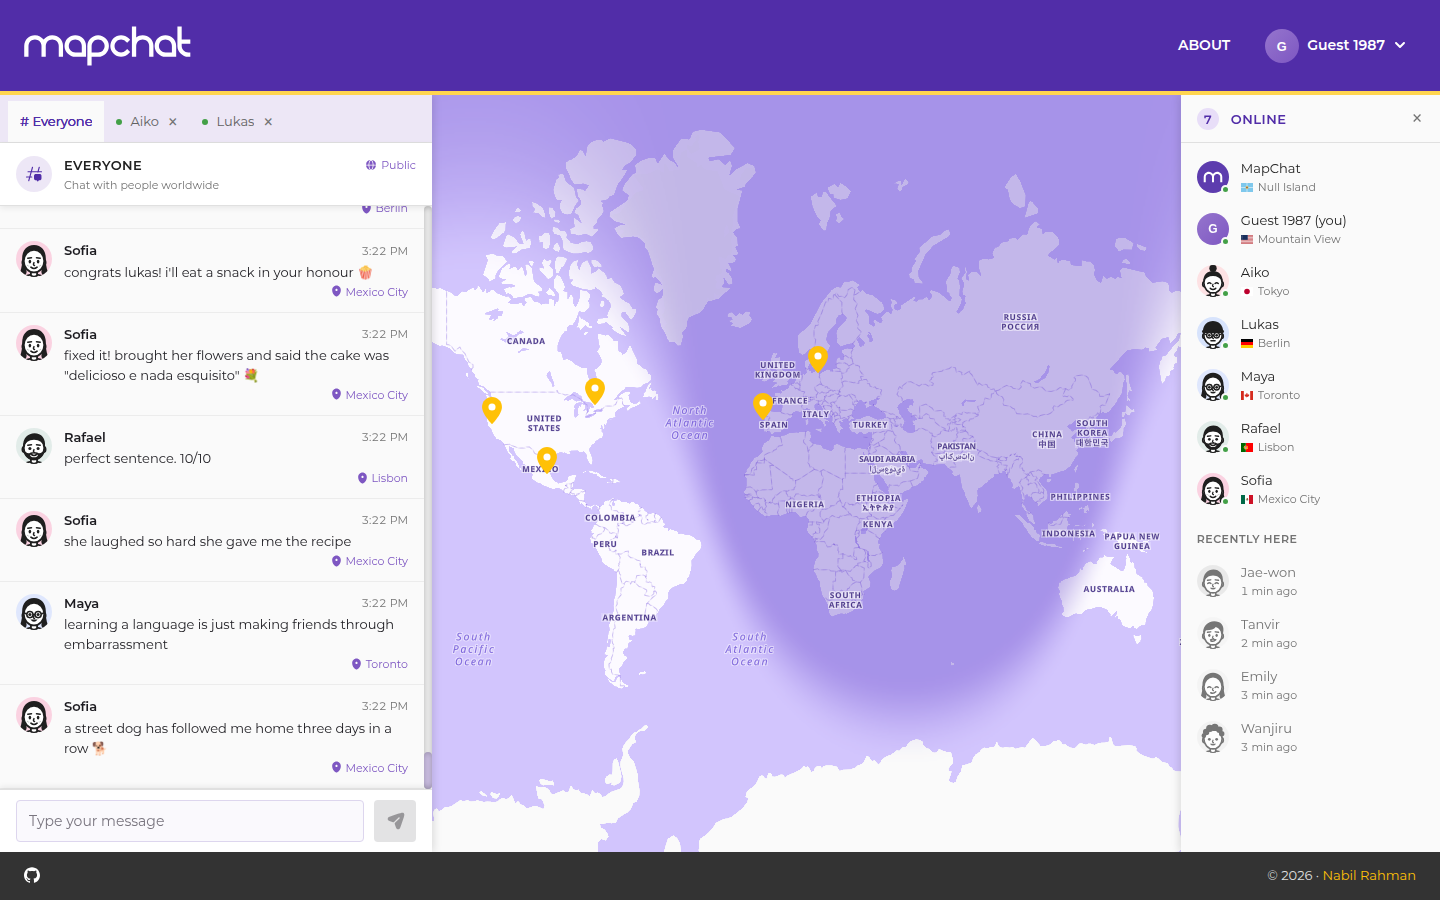 mapchat
ABOUT
G
Guest 1987
# Everyone
Aiko
Lukas
EVERYONE
Chat with people worldwide
Public
Berlin
Sofia
3:22 PM
congrats lukas! i'll eat a snack in your honour 🍿
Mexico City
Sofia
3:22 PM
fixed it! brought her flowers and said the cake was
"delicioso e nada esquisito" 💐
Mexico City
Rafael
3:22 PM
perfect sentence. 10/10
Lisbon
Sofia
3:22 PM
she laughed so hard she gave me the recipe
Mexico City
Maya
3:22 PM
learning a language is just making friends through
embarrassment
Toronto
Sofia
3:22 PM
a street dog has followed me home three days in a
row 🐕
Mexico City
Type your message
CANADA
UNITED
STATES
MEXICO
COLOMBIA
PERU
BRAZIL
ARGENTINA
North
Atlantic
Ocean
South
Pacific
Ocean
South
Atlantic
Ocean
UNITED
KINGDOM
FRANCE
SPAIN
ITALY
TURKEY
RUSSIA
РОССИЯ
CHINA
中国
SOUTH
KOREA
대한민국
PAKISTAN
پاکستان
SAUDI ARABIA
السعودية
NIGERIA
ETHIOPIA
ኢትዮጵያ
KENYA
SOUTH
AFRICA
PHILIPPINES
INDONESIA
PAPUA NEW
GUINEA
AUSTRALIA
7 ONLINE
MapChat
Null Island
G
Guest 1987 (you)
Mountain View
Aiko
Tokyo
Lukas
Berlin
Maya
Toronto
Rafael
Lisbon
Sofia
Mexico City
RECENTLY HERE
Jae-won
1 min ago
Tanvir
2 min ago
Emily
3 min ago
Wanjiru
3 min ago
© 2026 · Nabil Rahman